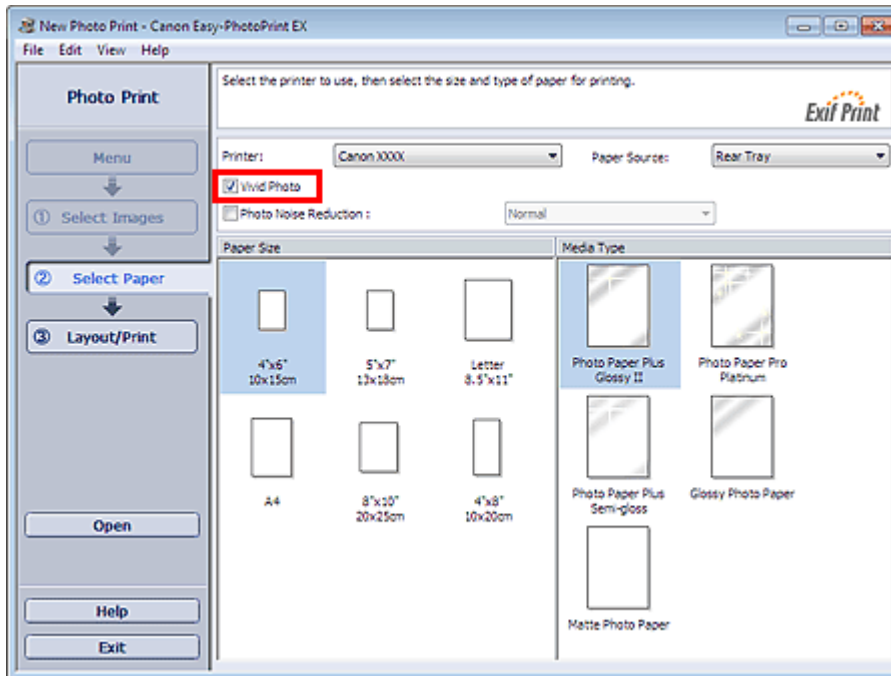 New Photo Print - Canon Easy-PhotoPrint EX
File Edit View Help
Photo Print
Menu
① Select Images
② Select Paper
③ Layout/Print
Open
Help
Exit
Select the printer to use, then select the size and type of paper for printing.
Exif Print
Printer: Canon XXXX Paper Source: Rear Tray
Vivid Photo
Photo Noise Reduction : Normal
Paper Size
4"x6"
10x15cm
5"x7"
13x18cm
Letter
8.5"x11"
A4
8"x10"
20x25cm
4"x8"
10x20cm
Media Type
Photo Paper Plus
Glossy II
Photo Paper Pro
Platinum
Photo Paper Plus
Semi-gloss
Glossy Photo Paper
Matte Photo Paper